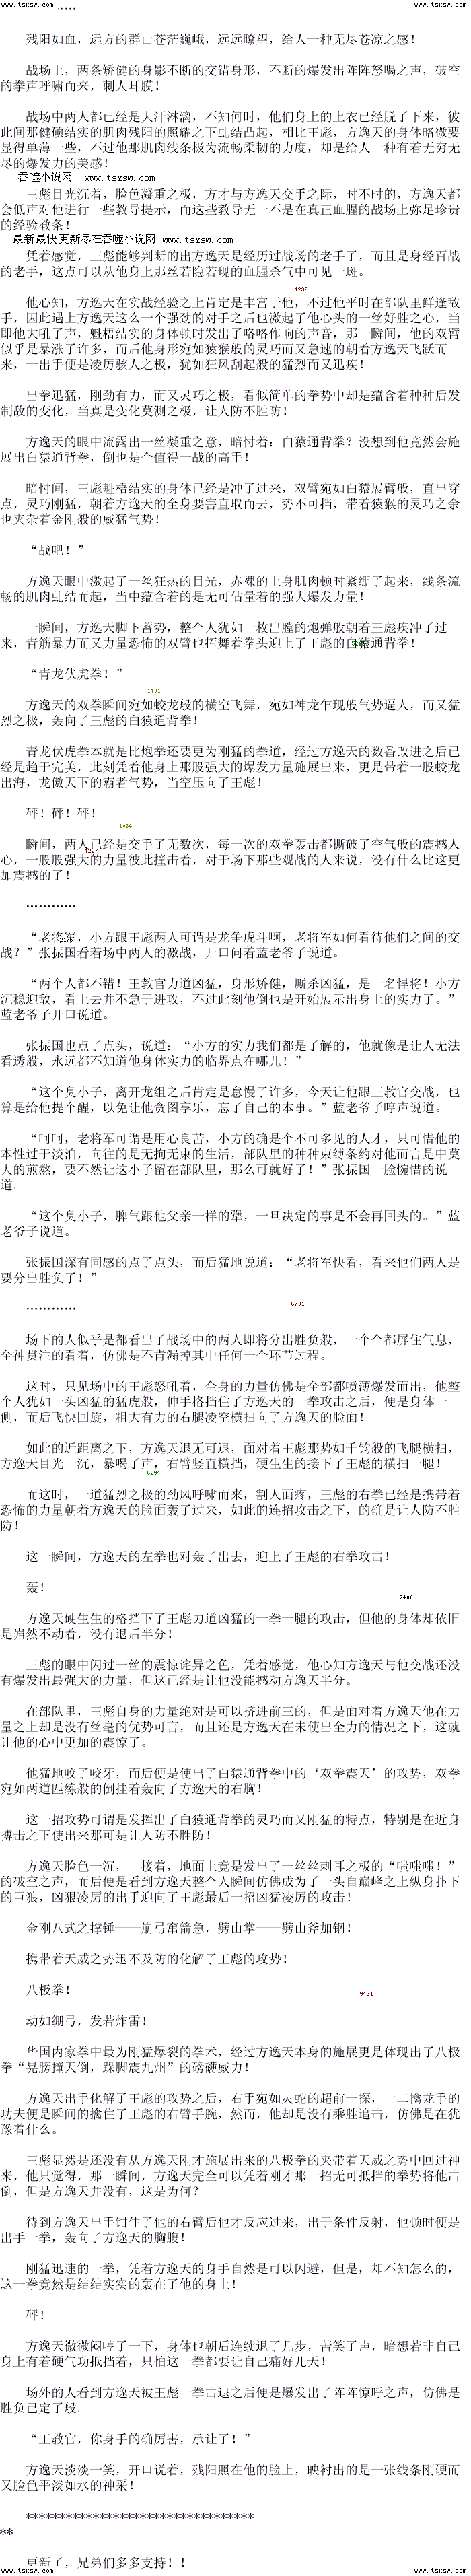 www.tsxsw.com ····· www.tsxsw.com
残阳如血，远方的群山苍茫巍峨，远远暸望，给人一种无尽苍凉之感！
战场上，两条矫健的身影不断的交错身形，不断的爆发出阵阵怒喝之声，破空
的拳声呼啸而来，刺人耳膜！
战场中两人都已经是大汗淋漓，不知何时，他们身上的上衣已经脱了下来，彼
此间那健硕结实的肌肉残阳的照耀之下虬结凸起，相比王彪，方逸天的身体略微要
显得单薄一些，不过他那肌肉线条极为流畅柔韧的力度，却是给人一种有着无穷无
尽的爆发力的美感！
吞噬小说网 www.tsxsw.com
王彪目光沉着，脸色凝重之极，方才与方逸天交手之际，时不时的，方逸天都
会低声对他进行一些教导提示，而这些教导无一不是在真正血腥的战场上弥足珍贵
的经验教条！
最新最快更新尽在吞噬小说网 www.tsxsw.com
凭着感觉，王彪能够判断的出方逸天是经历过战场的老手了，而且是身经百战
的老手，这点可以从他身上那丝若隐若现的血腥杀气中可见一斑。
1239
他心知，方逸天在实战经验之上肯定是丰富于他，不过他平时在部队里鲜逢敌
手，因此遇上方逸天这么一个强劲的对手之后也激起了他心头的一丝好胜之心，当
即他大吼了声，魁梧结实的身体顿时发出了咯咯作响的声音，那一瞬间，他的双臂
似乎是暴涨了许多，而后他身形宛如猿猴般的灵巧而又急速的朝着方逸天飞跃而
来，一出手便是凌厉骇人之极，犹如狂风刮起般的猛烈而又迅疾！
出拳迅猛，刚劲有力，而又灵巧之极，看似简单的拳势中却是蕴含着种种后发
制敌的变化，当真是变化莫测之极，让人防不胜防！
方逸天的眼中流露出一丝凝重之意，暗忖着：白猿通背拳？没想到他竟然会施
展出白猿通背拳，倒也是个值得一战的高手！
暗忖间，王彪魁梧结实的身体已经是冲了过来，双臂宛如白猿展臂般，直出穿
点，灵巧刚猛，朝着方逸天的全身要害直取而去，势不可挡，带着猿猴的灵巧之余
也夹杂着金刚般的威猛气势！
“战吧！”
方逸天眼中激起了一丝狂热的目光，赤裸的上身肌肉顿时紧绷了起来，线条流
畅的肌肉虬结而起，当中蕴含着的是无可估量着的强大爆发力量！
一瞬间，方逸天脚下蓄势，整个人犹如一枚出膛的炮弹般朝着王彪疾冲了过
来，青筋暴力而又力量恐怖的双臂也挥舞着拳头迎上了王彪的白猿通背拳！
“青龙伏虎拳！”
1401
方逸天的双拳瞬间宛如蛟龙般的横空飞舞，宛如神龙乍现般气势逼人，而又猛
烈之极，轰向了王彪的白猿通背拳！
青龙伏虎拳本就是比炮拳还要更为刚猛的拳道，经过方逸天的数番改进之后已
经是趋于完美，此刻凭着他身上那股强大的爆发力量施展出来，更是带着一股蛟龙
出海，龙傲天下的霸者气势，当空压向了王彪！
砰！砰！砰！
1066
瞬间，两人已经是交手了无数次，每一次的双拳轰击都撕破了空气般的震撼人
4227
心，一股股强大的力量彼此撞击着，对于场下那些观战的人来说，没有什么比这更
加震撼的了！
············
“老将军，小方跟王彪两人可谓是龙争虎斗啊，老将军如何看待他们之间的交
战？”张振国看着场中两人的激战，开口问着蓝老爷子说道。
“两个人都不错！王教官力道凶猛，身形矫健，厮杀凶猛，是一名悍将！小方
沉稳迎敌，看上去并不急于进攻，不过此刻他倒也是开始展示出身上的实力了。”
蓝老爷子开口说道。
张振国也点了点头，说道：“小方的实力我们都是了解的，他就像是让人无法
看透般，永远都不知道他身体实力的临界点在哪儿！”
“这个臭小子，离开龙组之后肯定是怠慢了许多，今天让他跟王教官交战，也
算是给他提个醒，以免让他贪图亨乐，忘了自己的本事。”蓝老爷子哼声说道。
“呵呵，老将军可谓是用心良苦，小方的确是个不可多见的人才，只可惜他的
本性过于淡泊，向往的是无拘无束的生活，部队里的种种束缚条约对他而言是中莫
大的煎熬，要不然让这小子留在部队里，那么可就好了！”张振国一脸惋惜的说
道。
“这个臭小子，脾气跟他父亲一样的犟，一旦决定的事是不会再回头的。”蓝
老爷子说道。
张振国深有同感的点了点头，而后猛地说道：“老将军快看，看来他们两人是
要分出胜负了！”
············
6701
场下的人似乎是都看出了战场中的两人即将分出胜负般，一个个都屏住气息，
全神贯注的看着，仿佛是不肯漏掉其中任何一个环节过程。
这时，只见场中的王彪怒吼着，全身的力量仿佛是全部都喷薄爆发而出，他整
个人犹如一头凶猛的猛虎般，伸手格挡住了方逸天的一拳攻击之后，便是身体一
侧，而后飞快回旋，粗大有力的右腿凌空横扫向了方逸天的脸面！
如此的近距离之下，方逸天退无可退，面对着王彪那势如千钧般的飞腿横扫，
方逸天目光一沉，暴喝了声，右臂竖直横挡，硬生生的接下了王彪的横扫一腿！
6294
而这时，一道猛烈之极的劲风呼啸而来，割人面疼，王彪的右拳已经是携带着
恐怖的力量朝着方逸天的脸面轰了过来，如此的连招攻击之下，的确是让人防不胜
防！
这一瞬间，方逸天的左拳也对轰了出去，迎上了王彪的右拳攻击！
轰！
2400
方逸天硬生生的格挡下了王彪力道凶猛的一拳一腿的攻击，但他的身体却依旧
是岿然不动着，没有退后半分！
王彪的眼中闪过一丝的震惊诧异之色，凭着感觉，他心知方逸天与他交战还没
有爆发出最强大的力量，但这己经是让他没能撼动方逸天半分。
在部队里，王彪自身的力量绝对是可以挤进前三的，但是面对着方逸天他在力
量之上却是没有丝毫的优势可言，而且还是方逸天在未使出全力的情况之下，这就
让他的心中更加的震惊了。
他猛地咬了咬牙，而后便是使出了白猿通背拳中的‘双拳震天’的攻势，双拳
宛如两道匹练般的倒挂着轰向了方逸天的右胸！
这一招攻势可谓是发挥出了白猿通背拳的灵巧而又刚猛的特点，特别是在近身
搏击之下使出来那可是让人防不胜防！
方逸天脸色一沉， 接着，地面上竟是发出了一丝丝刺耳之极的“嗤嗤嗤！”
的破空之声，而后便是看到方逸天整个人瞬间仿佛成为了一头自巅峰之上纵身扑下
的巨狼，凶狠凌厉的出手迎向了王彪最后一招凶猛凌厉的攻击！
金刚八式之撑锤——崩弓窜箭急，劈山掌——劈山斧加钢！
携带着天威之势迅不及防的化解了王彪的攻势！
八极拳！
9431
动如绷弓，发若炸雷！
华国内家拳中最为刚猛爆裂的拳术，经过方逸天本身的施展更是体现出了八极
拳“晃膀撞天倒，跺脚震九州”的磅礴威力！
方逸天出手化解了王彪的攻势之后，右手宛如灵蛇的超前一探，十二擒龙手的
功夫便是瞬间的擒住了王彪的右臂手腕，然而，他却是没有乘胜追击，仿佛是在犹
豫着什么。
王彪显然是还没有从方逸天刚才施展出来的八极拳的夹带着天威之势中回过神
来，他只觉得，那一瞬间，方逸天完全可以凭着刚才那一招无可抵挡的拳势将他击
倒，但是方逸天并没有，这是为何？
待到方逸天出手钳住了他的右臂后他才反应过来，出于条件反射，他顿时便是
出手一拳，轰向了方逸天的胸腹！
刚猛迅速的一拳，凭着方逸天的身手自然是可以闪避，但是，却不知怎么的，
这一拳竟然是结结实实的轰在了他的身上！
砰！
方逸天微微闷哼了一下，身体也朝后连续退了几步，苦笑了声，暗想若非自己
身上有着硬气功抵挡着，只怕这一拳都要让自己痛好几天！
场外的人看到方逸天被王彪一拳击退之后便是爆发出了阵阵惊呼之声，仿佛是
胜负己定了般。
“王教官，你身手的确厉害，承让了！”
方逸天淡淡一笑，开口说着，残阳照在他的脸上，映衬出的是一张线条刚硬而
又脸色平淡如水的神采！
**********************************
**
更新了，兄弟们多多支持！！
www.tsxsw.com www.tsxsw.com